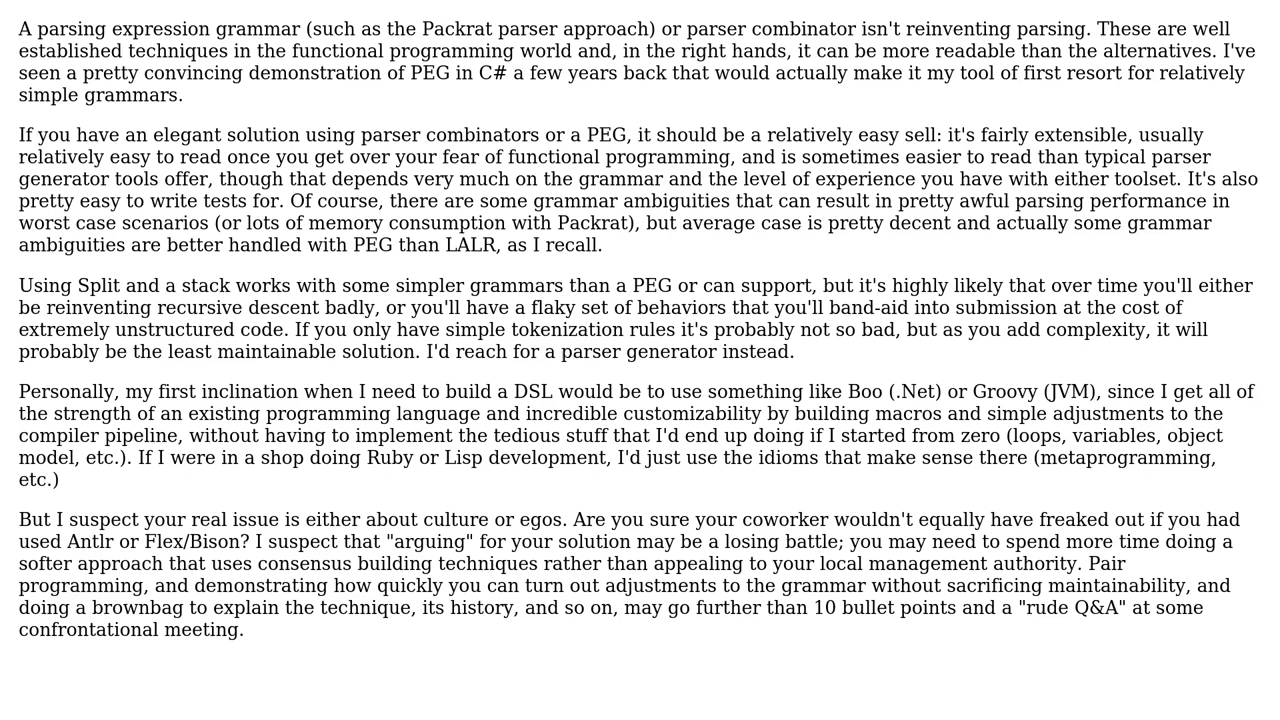 A parsing expression grammar (such as the Packrat parser approach) or parser combinator isn't reinventing parsing. These are well
established techniques in the functional programming world and, in the right hands, it can be more readable than the alternatives. I've
seen a pretty convincing demonstration of PEG in C# a few years back that would actually make it my tool of first resort for relatively
simple grammars.
If you have an elegant solution using parser combinators or a PEG, it should be a relatively easy sell: it's fairly extensible, usually
relatively easy to read once you get over your fear of functional programming, and is sometimes easier to read than typical parser
generator tools offer, though that depends very much on the grammar and the level of experience you have with either toolset. It's also
pretty easy to write tests for. Of course, there are some grammar ambiguities that can result in pretty awful parsing performance in
worst case scenarios (or lots of memory consumption with Packrat), but average case is pretty decent and actually some grammar
ambiguities are better handled with PEG than LALR, as I recall.
Using Split and a stack works with some simpler grammars than a PEG or can support, but it's highly likely that over time you'll either
be reinventing recursive descent badly, or you'll have a flaky set of behaviors that you'll band-aid into submission at the cost of
extremely unstructured code. If you only have simple tokenization rules it's probably not so bad, but as you add complexity, it will
probably be the least maintainable solution. I'd reach for a parser generator instead.
Personally, my first inclination when I need to build a DSL would be to use something like Boo (.Net) or Groovy (JVM), since I get all of
the strength of an existing programming language and incredible customizability by building macros and simple adjustments to the
compiler pipeline, without having to implement the tedious stuff that I'd end up doing if I started from zero (loops, variables, object
model, etc.). If I were in a shop doing Ruby or Lisp development, I'd just use the idioms that make sense there (metaprogramming,
etc.)
But I suspect your real issue is either about culture or egos. Are you sure your coworker wouldn't equally have freaked out if you had
used Antlr or Flex/Bison? I suspect that "arguing" for your solution may be a losing battle; you may need to spend more time doing a
softer approach that uses consensus building techniques rather than appealing to your local management authority. Pair
programming, and demonstrating how quickly you can turn out adjustments to the grammar without sacrificing maintainability, and
doing a brownbag to explain the technique, its history, and so on, may go further than 10 bullet points and a "rude Q&A" at some
confrontational meeting.